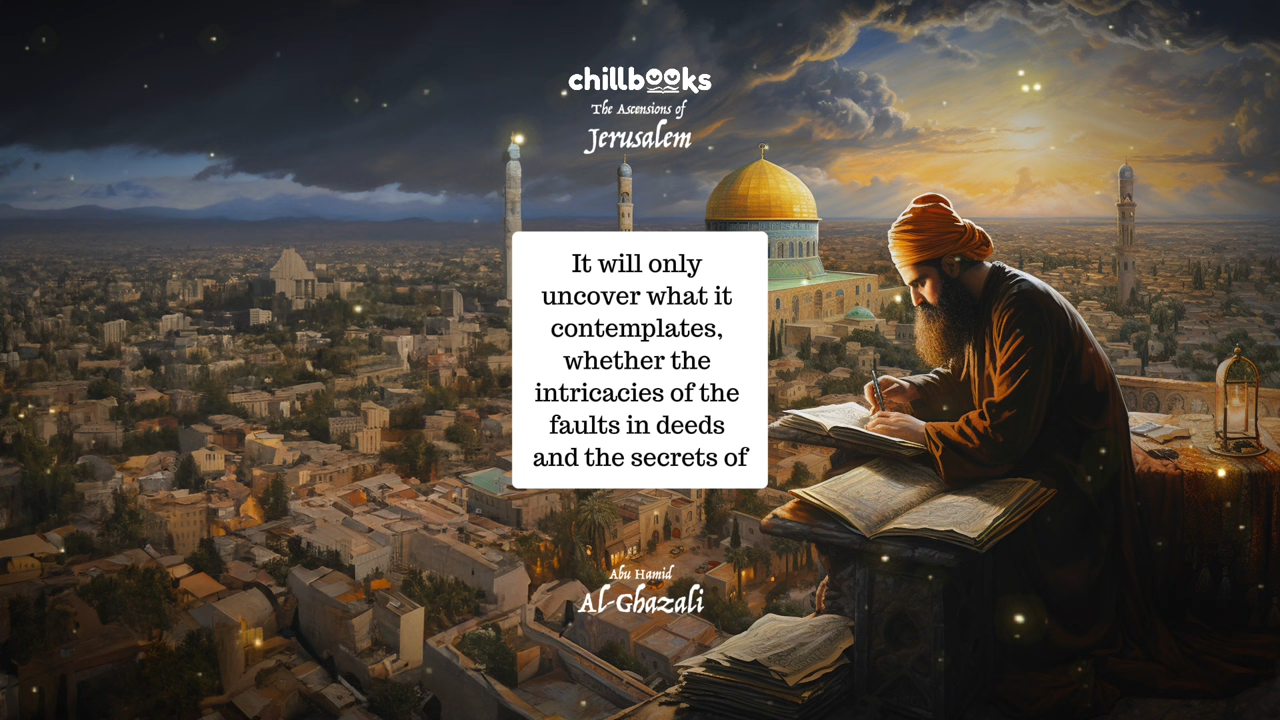 chillbooks
The Ascensions of
Jerusalem
It will only
uncover what it
contemplates,
whether the
intricacies of the
faults in deeds
and the secrets of
Abu Hamid
Al-Ghazali